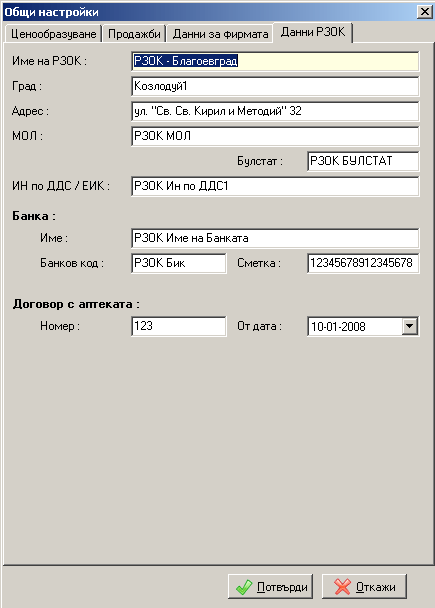 Общи настройки
Ценообразуване Продажби Данни за фирмата Данни РЗОК
Име на РЗОК : РЗОК - Благоевград
Град : Козлодуй1
Адрес : ул. "Св. Св. Кирил и Методий" 32
МОЛ : РЗОК МОЛ
Булстат : РЗОК БУЛСТАТ
ИН по ДДС / ЕИК : РЗОК Ин по ДДС1
Банка :
Име : РЗОК Име на Банката
Банков код : РЗОК Бик Сметка : 12345678912345678
Договор с аптеката :
Номер : 123 От дата : 10-01-2008
Потвърди Откажи